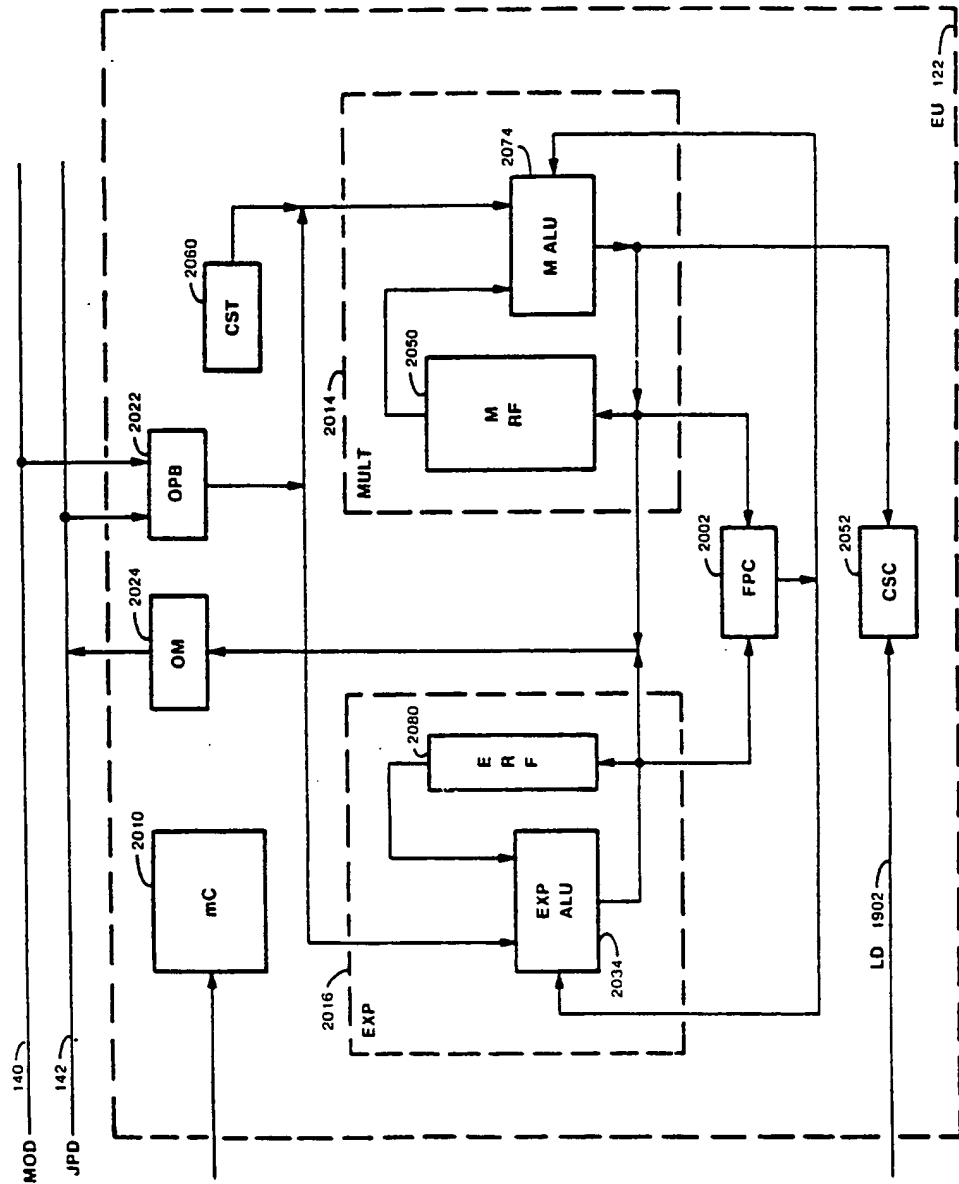 MOD
140
JPD
142
mC
2010
OM
2024
OPB
2022
CST
2060
2016
EXP
EXP
ALU
2034
E
R
F
2080
2014
MULT
M
RF
2050
M ALU
2074
FPC
2002
CSC
2052
LD 1902
EU 122